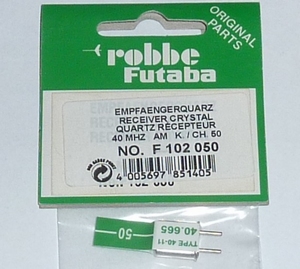 robbe
Futaba
ORIGINAL
PARTS
EMPFAENGERQUARZ
RECEIVER CRYSTAL
QUARTZ RÉCEPTEUR
40 MHZ AM K. / CH. 50
NO. F 102 050
4 005697 851405
50
40.665
TYPE 40-11